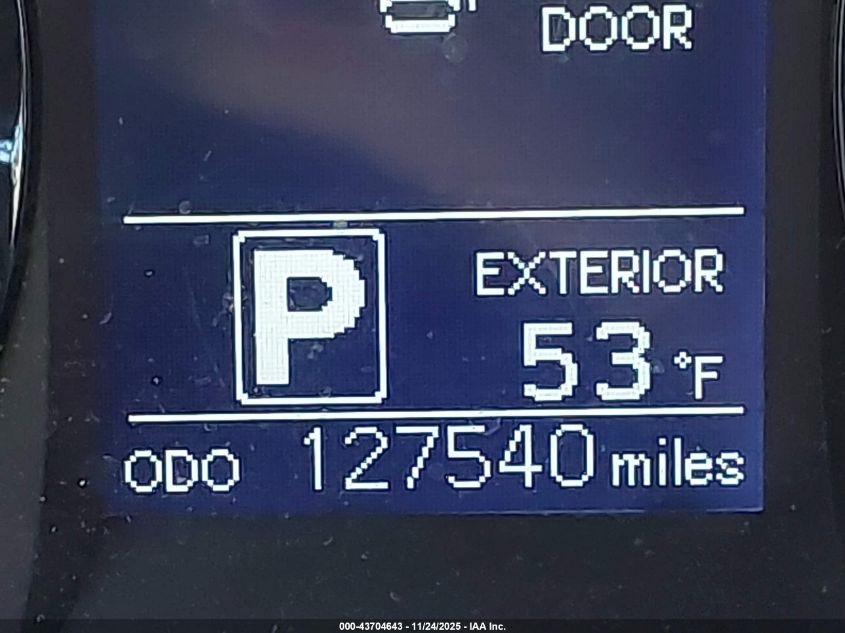 DOOR
P
EXTERIOR
53 °F
ODO 127540 miles
000-43704643 - 11/24/2025 - IAA Inc.